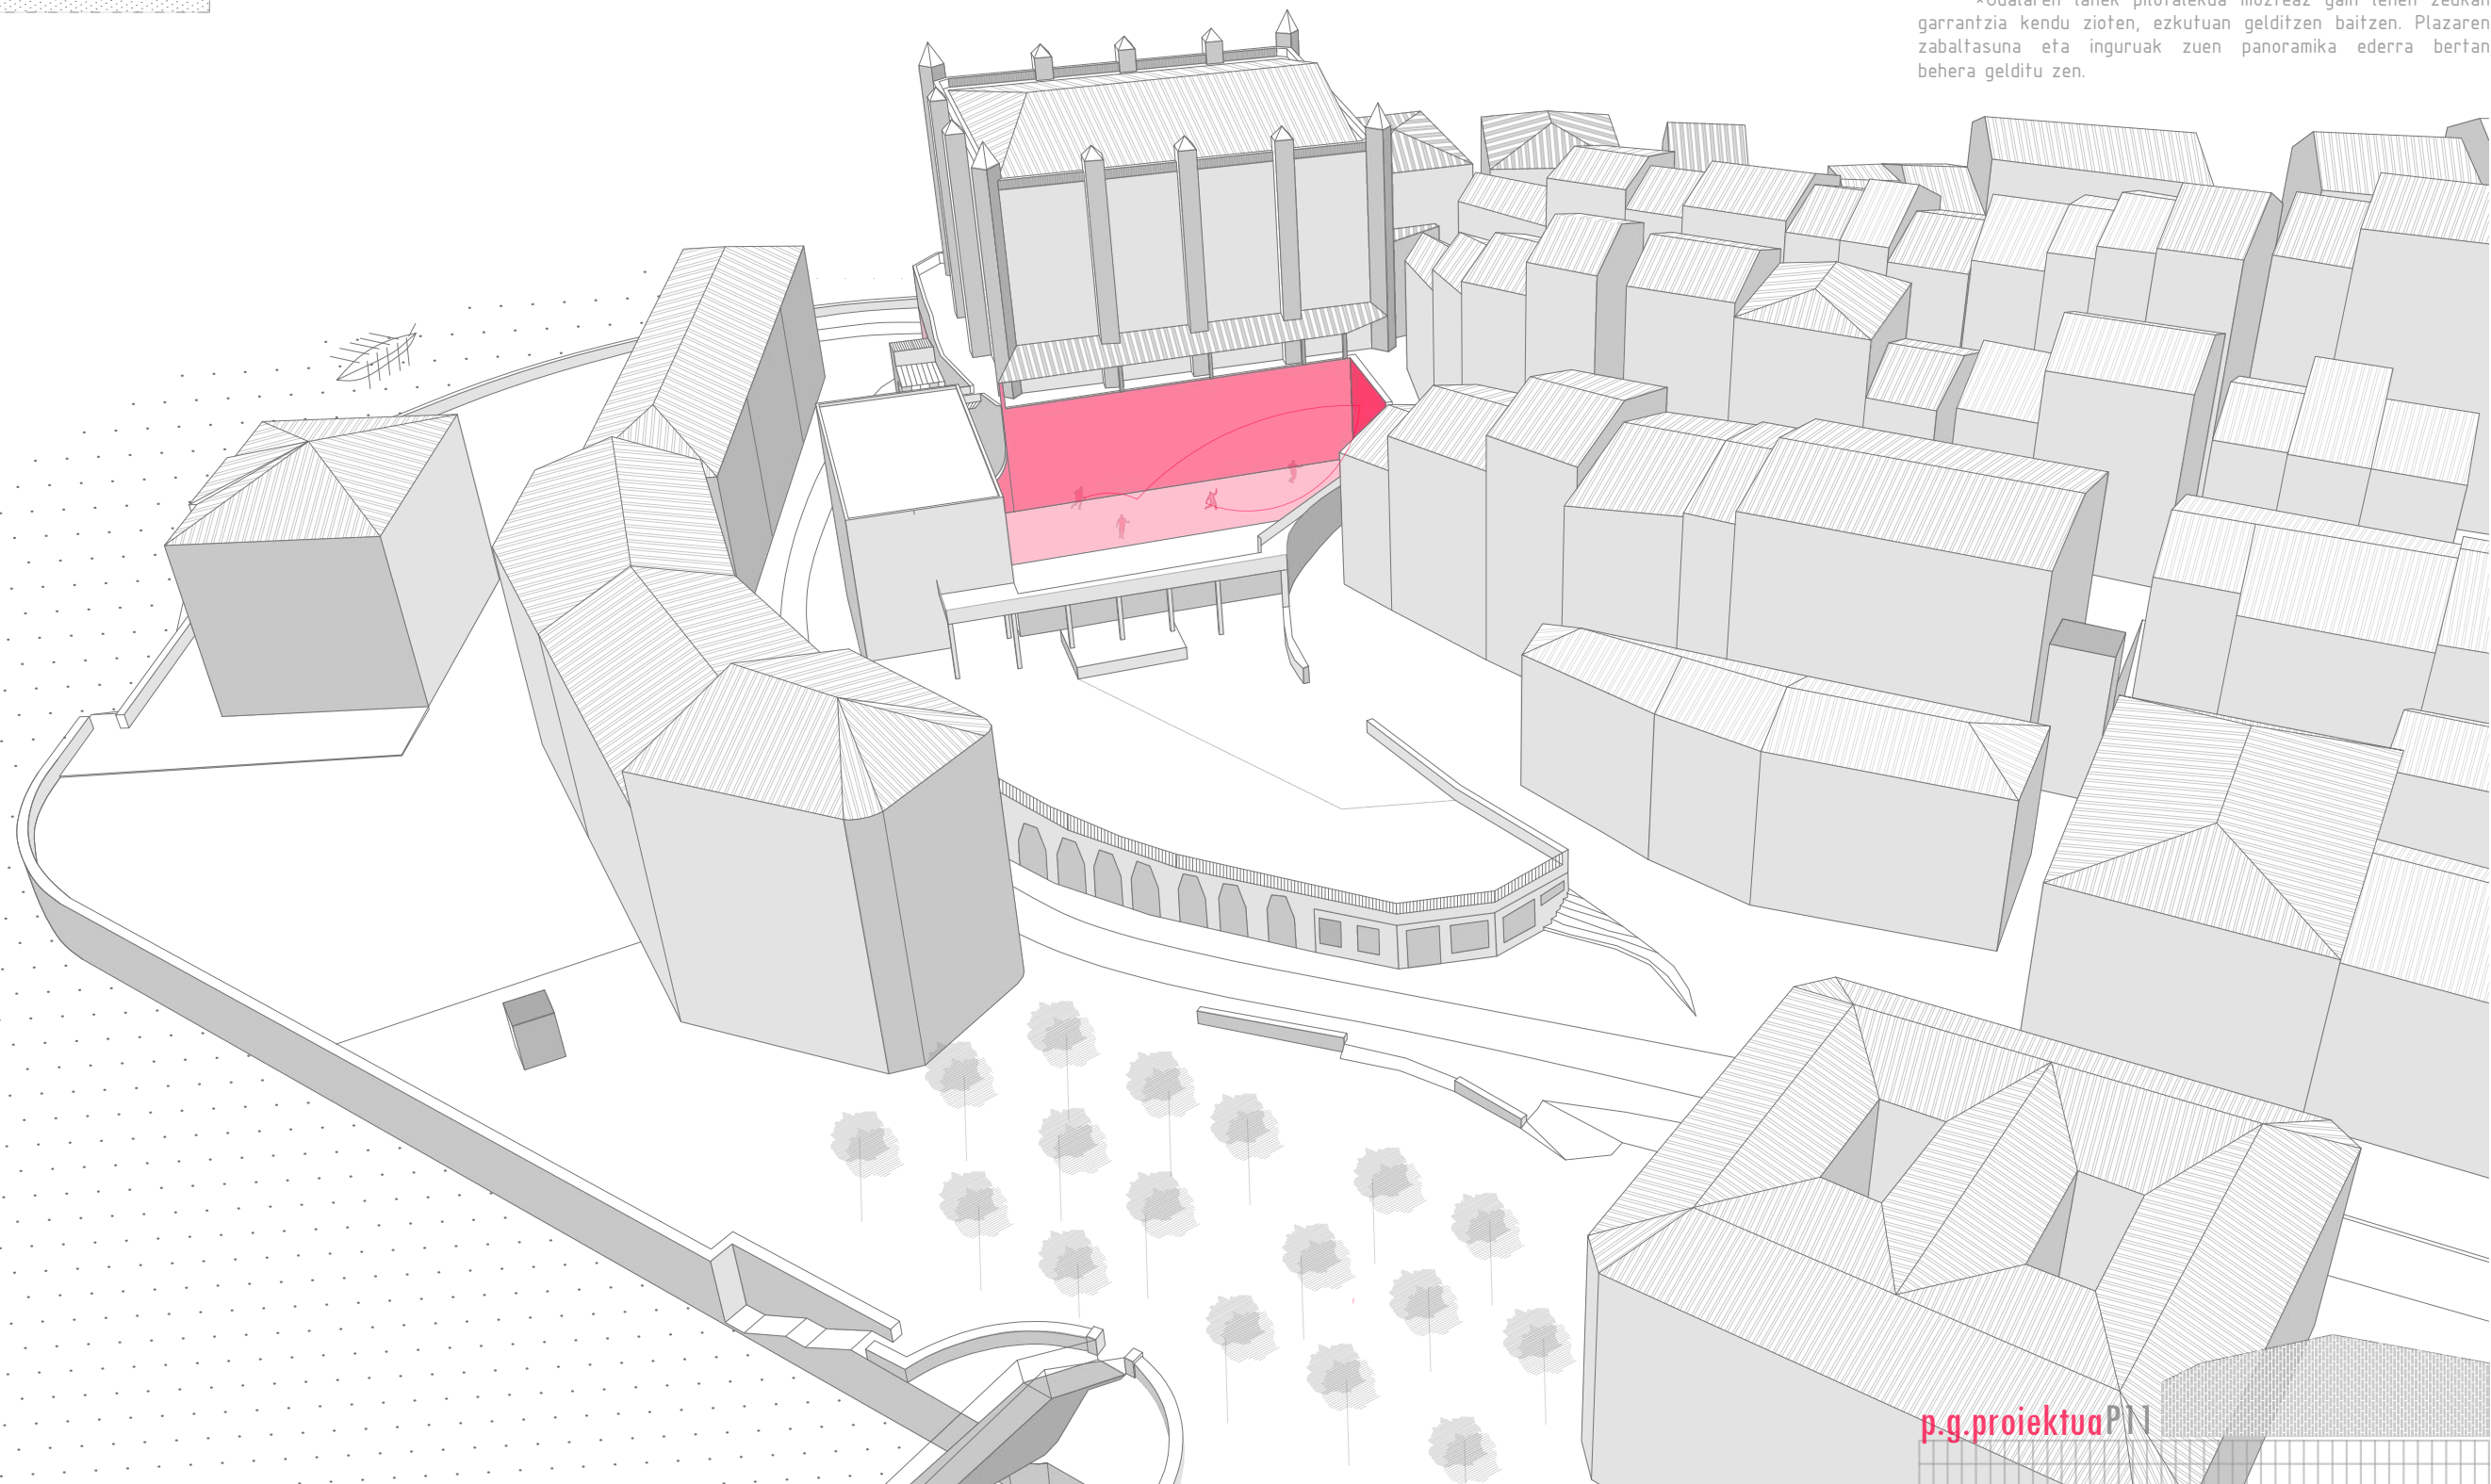 garrantzia kendu zioten, ezkutuan gelditzen baitzen. Plazaren
zabaltasuna eta inguruak zuen panoramika ederra bertan
behera gelditu zen.
p.g.proiektuaP11